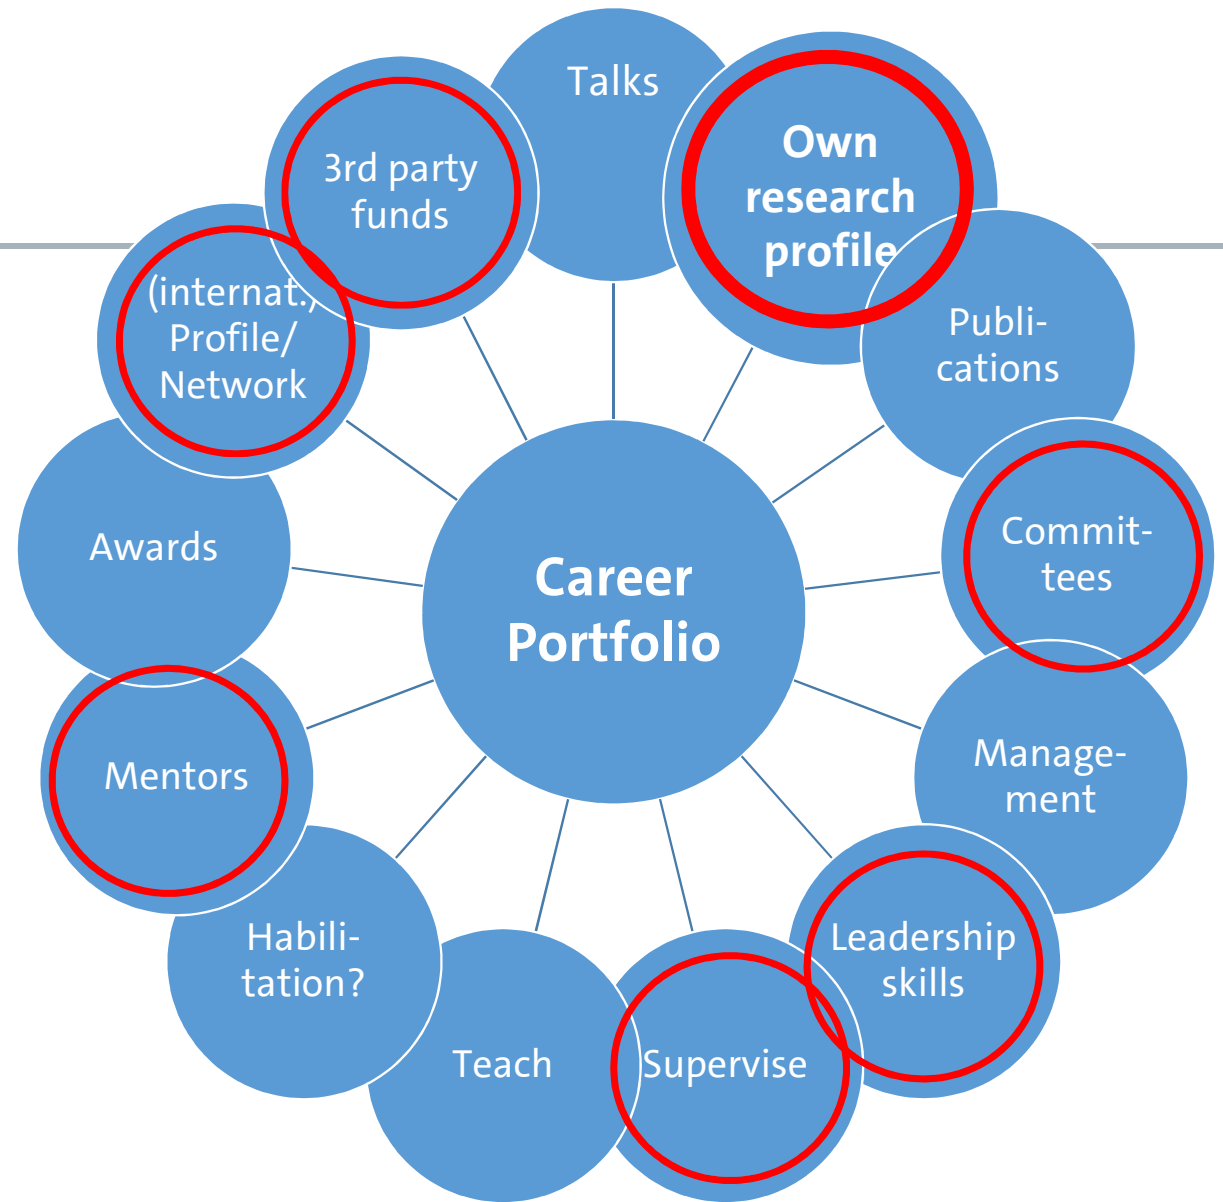 Talks
Own
research
profile
3rd party
funds
(internat.)
Profile/
Network
Publi-
cations
Awards
Commit-
tees
Career
Portfolio
Mentors
Manage-
ment
Habili-
tation?
Leadership
skills
Teach
Supervise